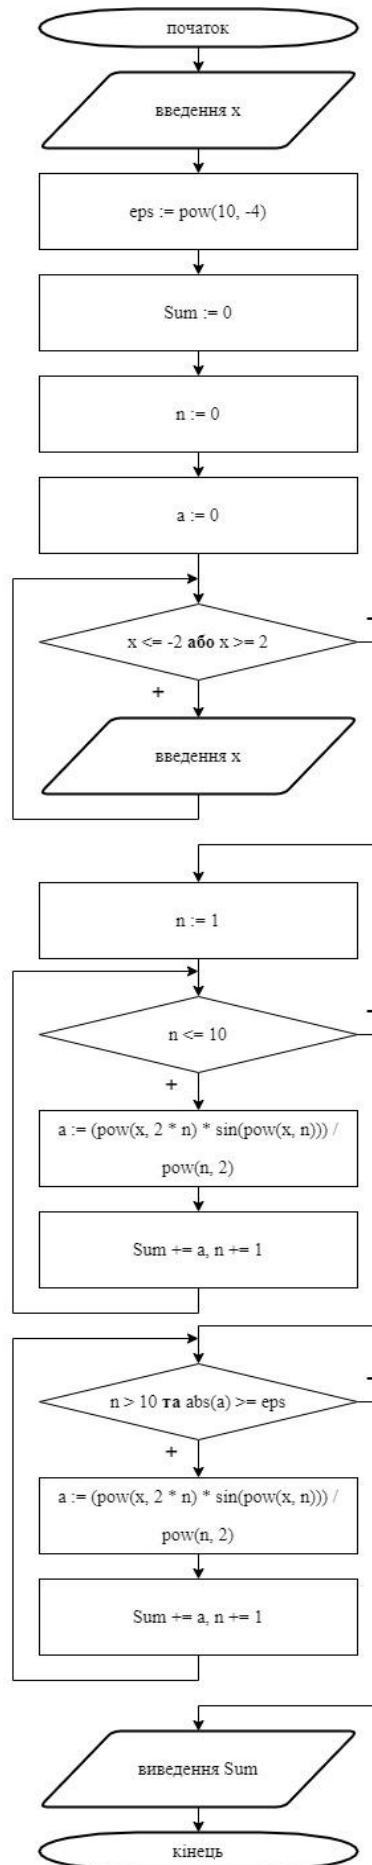 початок
введення x
eps := pow(10, -4)
Sum := 0
n := 0
a := 0
x <= -2 або x >= 2
+
введення x
n := 1
n <= 10
+
a := (pow(x, 2 * n) * sin(pow(x, n))) /
pow(n, 2)
Sum += a, n += 1
n > 10 та abs(a) >= eps
+
a := (pow(x, 2 * n) * sin(pow(x, n))) /
pow(n, 2)
Sum += a, n += 1
виведення Sum
кінець